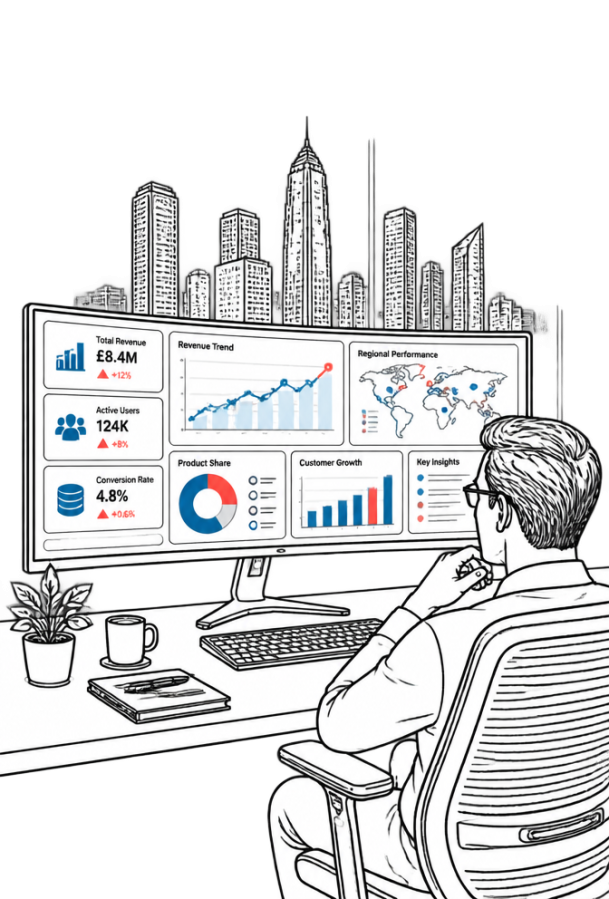 Total Revenue
£8.4M
+12%
Active Users
124K
+8%
Conversion Rate
4.8%
+0.6%
Revenue Trend
Regional Performance
Product Share
Customer Growth
Key Insights